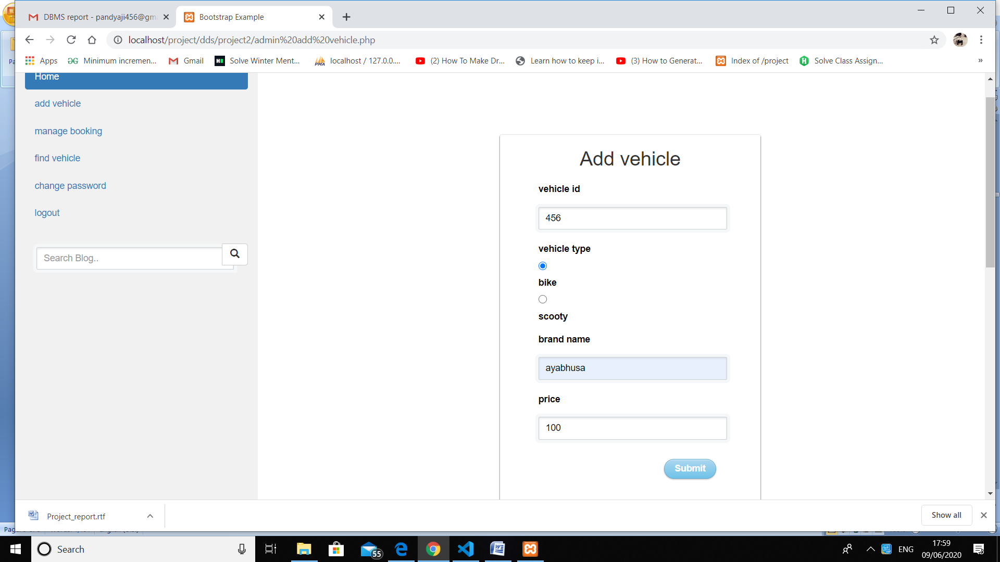 DBMS report - pandyaji456@gm
Bootstrap Example
localhost/project/dds/project2/admin%20add%20vehicle.php
Apps
Minimum incremen...
Gmail
Solve Winter Ment...
localhost / 127.0.0....
(2) How To Make Dr...
Learn how to keep i...
(3) How to Generat...
Index of /project
Solve Class Assign...
»
Home
add vehicle
manage booking
find vehicle
change password
logout
Search Blog..
Add vehicle
vehicle id
456
vehicle type
bike
scooty
brand name
ayabhusa
price
100
Submit
Project_report.rtf
Show all
Search
55
ENG
17:59
09/06/2020